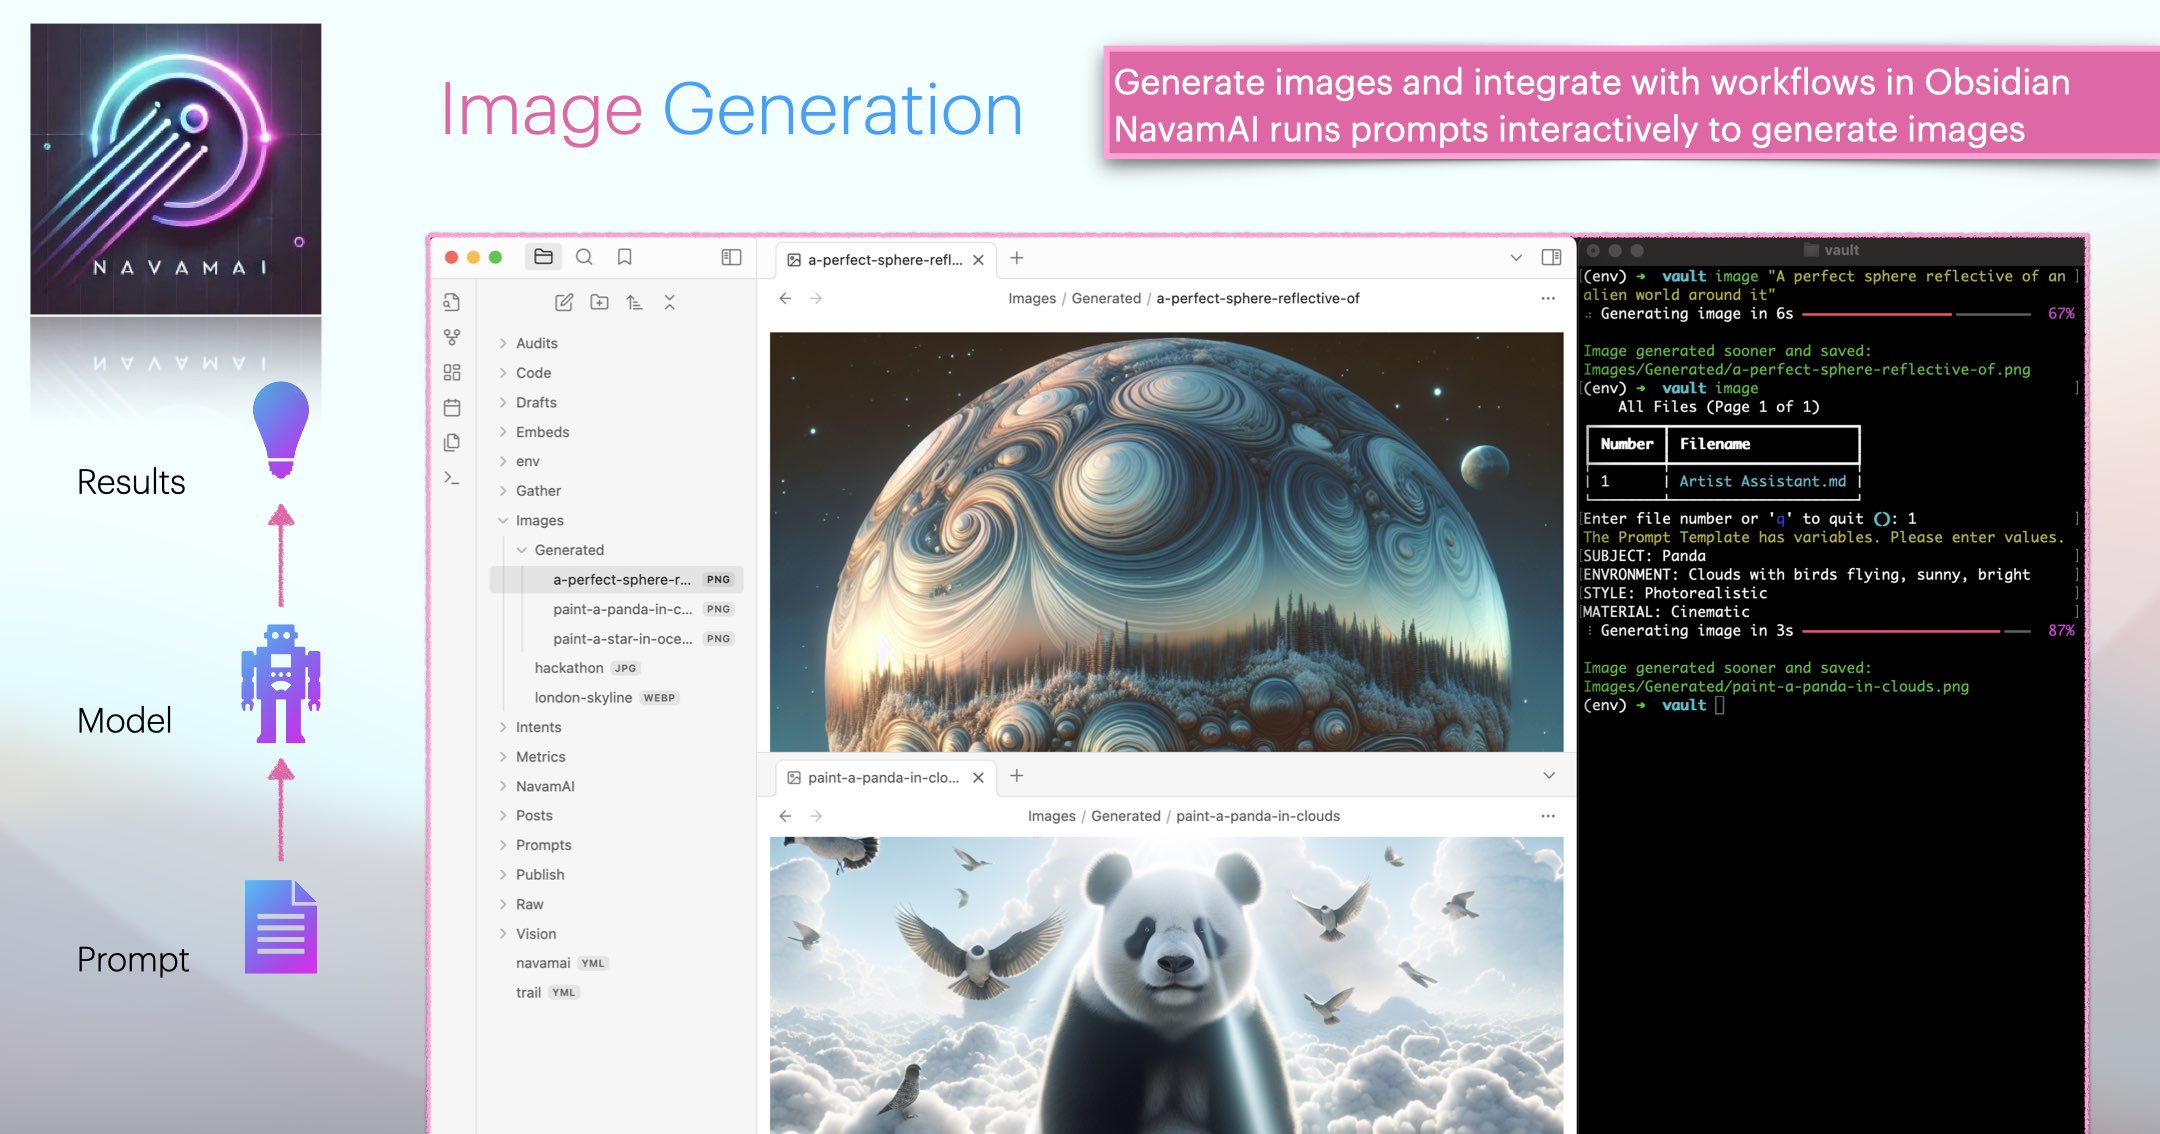 NAVAMAI
Image Generation
Generate images and integrate with workflows in Obsidian
NavamAI runs prompts interactively to generate images
Results
Model
Prompt
Audits
Code
Drafts
Embeds
env
Gather
Images
Generated
a-perfect-sphere-r... PNG
paint-a-panda-in-c... PNG
paint-a-star-in-oce... PNG
hackathon JPG
london-skyline WEBP
Intents
Metrics
NavamAI
Posts
Prompts
Publish
Raw
Vision
navamai YML
trail YML
a-perfect-sphere-refl...
Images / Generated / a-perfect-sphere-reflective-of
paint-a-panda-in-clo...
Images / Generated / paint-a-panda-in-clouds
vault
(env) ➜ vault image "A perfect sphere reflective of an
alien world around it"
Generating image in 6s 67%
Image generated sooner and saved:
Images/Generated/a-perfect-sphere-reflective-of.png
(env) ➜ vault image
All Files (Page 1 of 1)
Number Filename
1 Artist Assistant.md
Enter file number or 'q' to quit (): 1
The Prompt Template has variables. Please enter values.
SUBJECT: Panda
ENVRONMENT: Clouds with birds flying, sunny, bright
STYLE: Photorealistic
MATERIAL: Cinematic
Generating image in 3s 87%
Image generated sooner and saved:
Images/Generated/paint-a-panda-in-clouds.png
(env) ➜ vault